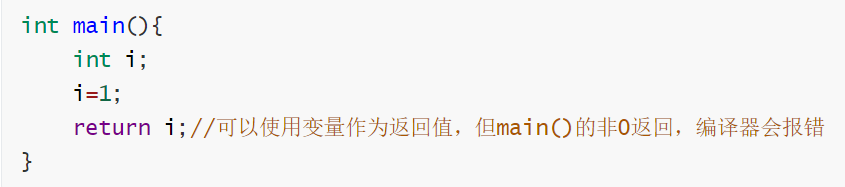 int main(){
    int i;
    i=1;
    return i;//可以使用变量作为返回值，但main()的非0返回，编译器会报错
}